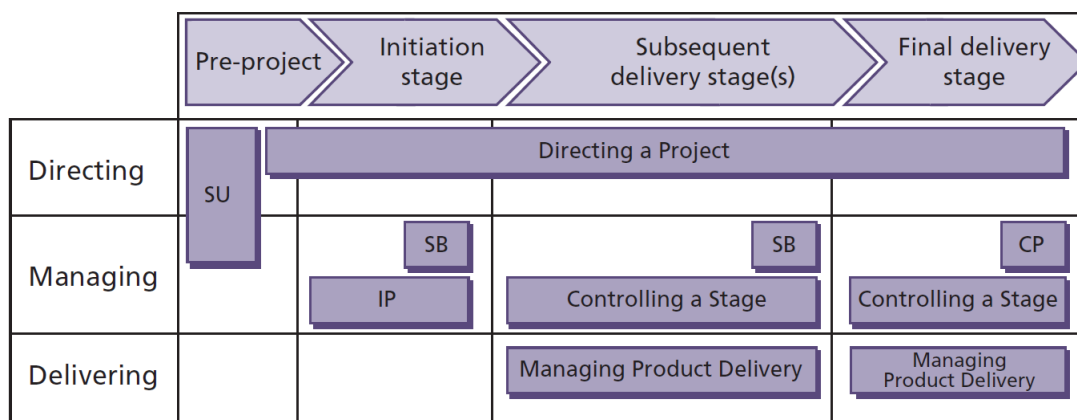 Pre-project
Initiation
stage
Subsequent
delivery stage(s)
Final delivery
stage
Directing
SU
Directing a Project
Managing
SB
SB
CP
IP
Controlling a Stage
Controlling a Stage
Delivering
Managing Product Delivery
Managing
Product Delivery